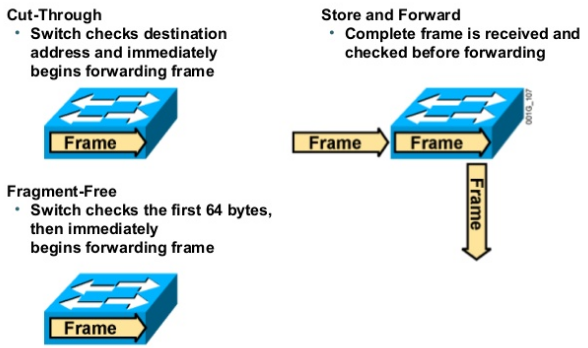 Cut-Through
• Switch checks destination
address and immediately
begins forwarding frame
Frame
Fragment-Free
• Switch checks the first 64 bytes,
then immediately
begins forwarding frame
Frame
Store and Forward
• Complete frame is received and
checked before forwarding
Frame
Frame
Frame
001G_107